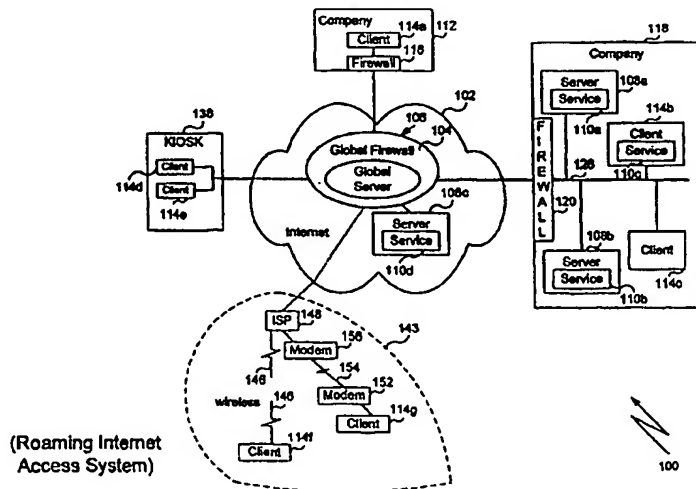 Company
114a
Client
112
116
Firewall
118
Company
Server
108a
Service
110a
114b
Client
Service
110c
FIREWALL
126
120
108b
Server
Service
110b
Client
114c
138
KIOSK
Client
114d
Client
114e
102
106
104
Global Firewall
Global
Server
108c
Internet
Server
Service
110d
ISP
148
143
Modem
156
146
154
152
Modem
wireless
146
Client
114g
Client
114f
(Roaming Internet
Access System)
100